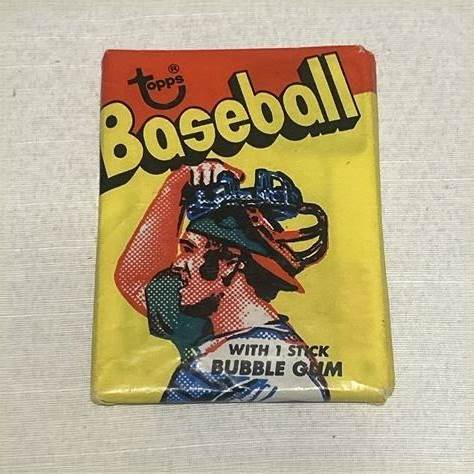 topps®
Baseball
WITH 1 STICK
BUBBLE GUM